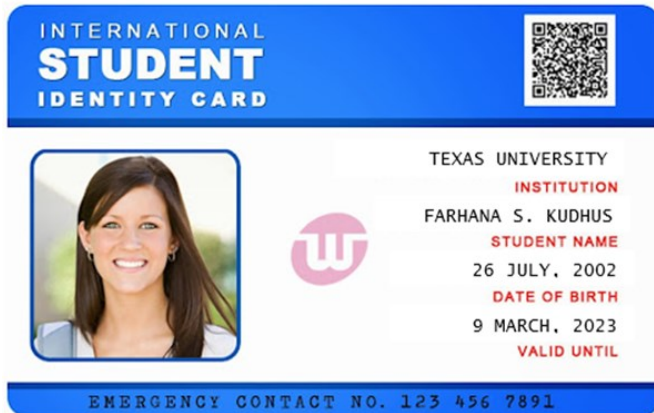 INTERNATIONAL
STUDENT
IDENTITY CARD
TEXAS UNIVERSITY
INSTITUTION
FARHANA S. KUDHUS
STUDENT NAME
26 JULY, 2002
DATE OF BIRTH
W
9 MARCH, 2023
VALID UNTIL
EMERGENCY CONTACT NO. 123 456 7891